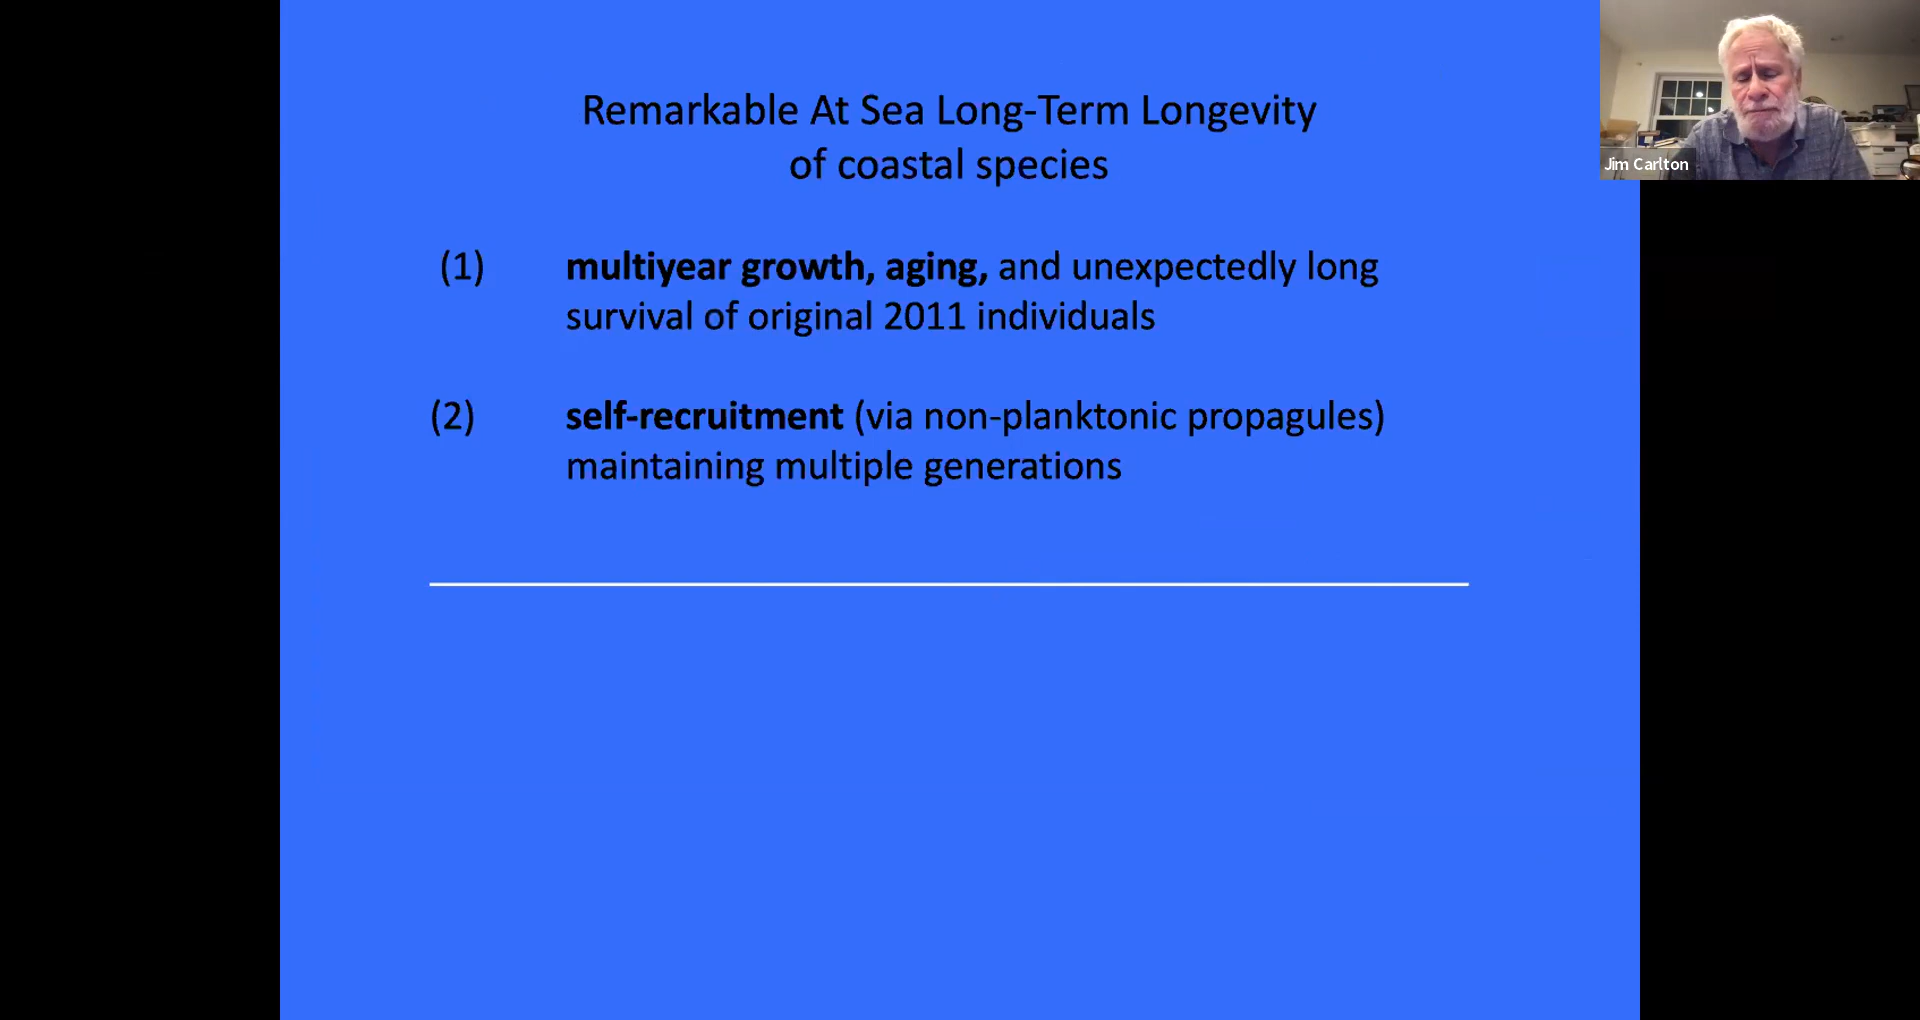 Remarkable At Sea Long-Term Longevity
of coastal species
(1) multiyear growth, aging, and unexpectedly long
survival of original 2011 individuals
(2) self-recruitment (via non-planktonic propagules)
maintaining multiple generations
Jim Carlton